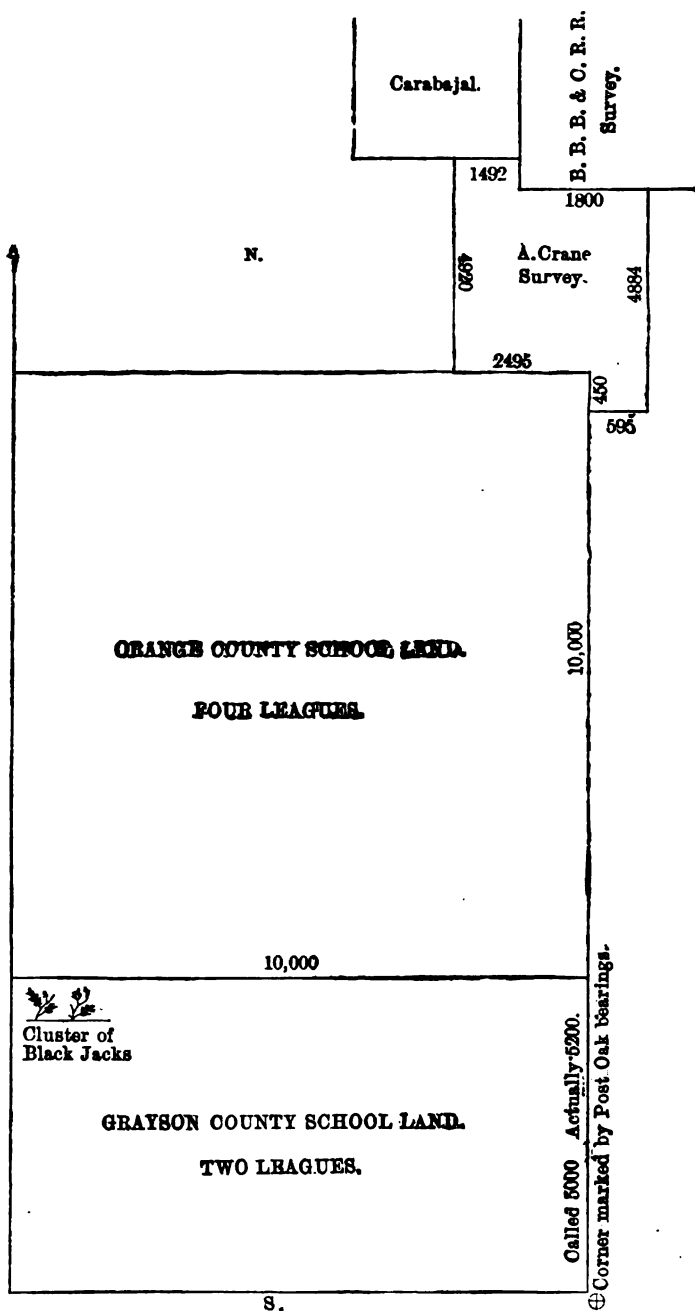 Carabajal.
B. B. B. & C. R. R.
Survey.
1492
1800
N.
A. Crane
Survey.
4920
4884
2495
450
595.
ORANGE COUNTY SCHOOL LAND.
FOUR LEAGUES.
10,000
10,000
Cluster of
Black Jacks
GRAYSON COUNTY SCHOOL LAND.
TWO LEAGUES.
Called 5000 Actually 5200.
Corner marked by Post Oak bearings.
S.